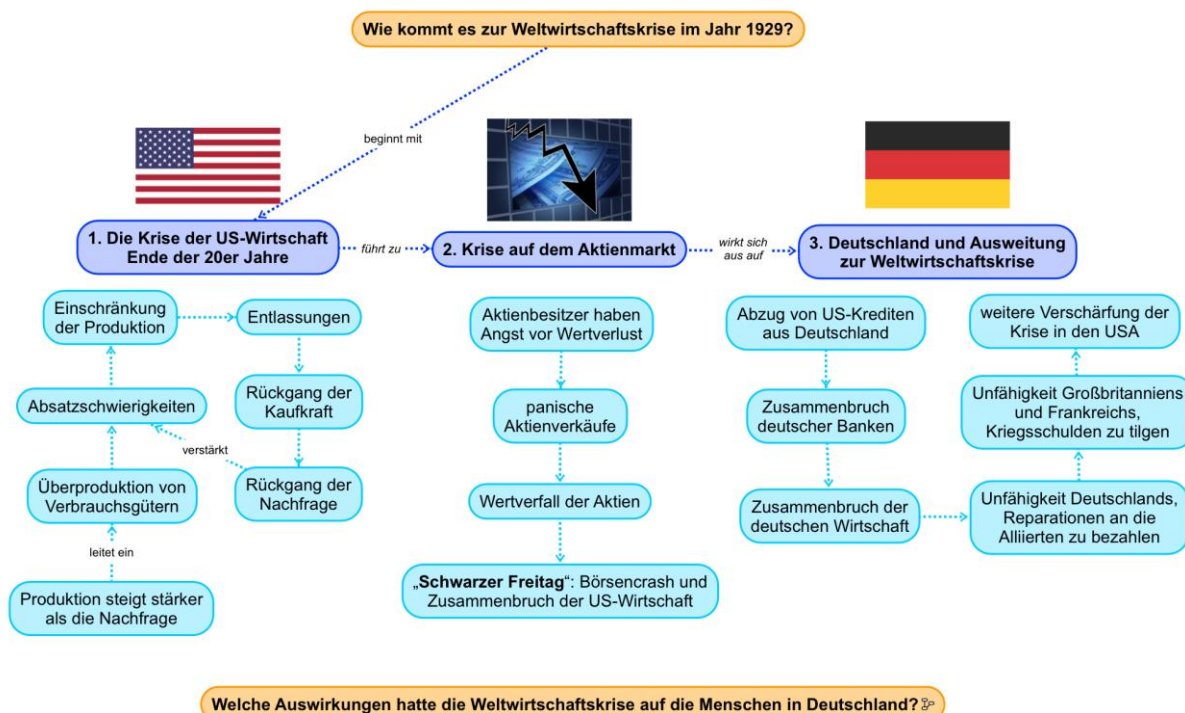 Wie kommt es zur Weltwirtschaftskrise im Jahr 1929?
beginnt mit
1. Die Krise der US-Wirtschaft
Ende der 20er Jahre
führt zu
2. Krise auf dem Aktienmarkt
wirkt sich
aus auf
3. Deutschland und Ausweitung
zur Weltwirtschaftskrise
Produktion steigt stärker
als die Nachfrage
leitet ein
Überproduktion von
Verbrauchsgütern
Absatzschwierigkeiten
Einschränkung
der Produktion
Entlassungen
Rückgang der
Kaufkraft
Rückgang der
Nachfrage
verstärkt
Aktienbesitzer haben
Angst vor Wertverlust
panische
Aktienverkäufe
Wertverfall der Aktien
„Schwarzer Freitag“: Börsencrash und
Zusammenbruch der US-Wirtschaft
Abzug von US-Krediten
aus Deutschland
Zusammenbruch
deutscher Banken
Zusammenbruch der
deutschen Wirtschaft
Unfähigkeit Deutschlands,
Reparationen an die
Alliierten zu bezahlen
Unfähigkeit Großbritanniens
und Frankreichs,
Kriegsschulden zu tilgen
weitere Verschärfung der
Krise in den USA
Welche Auswirkungen hatte die Weltwirtschaftskrise auf die Menschen in Deutschland?